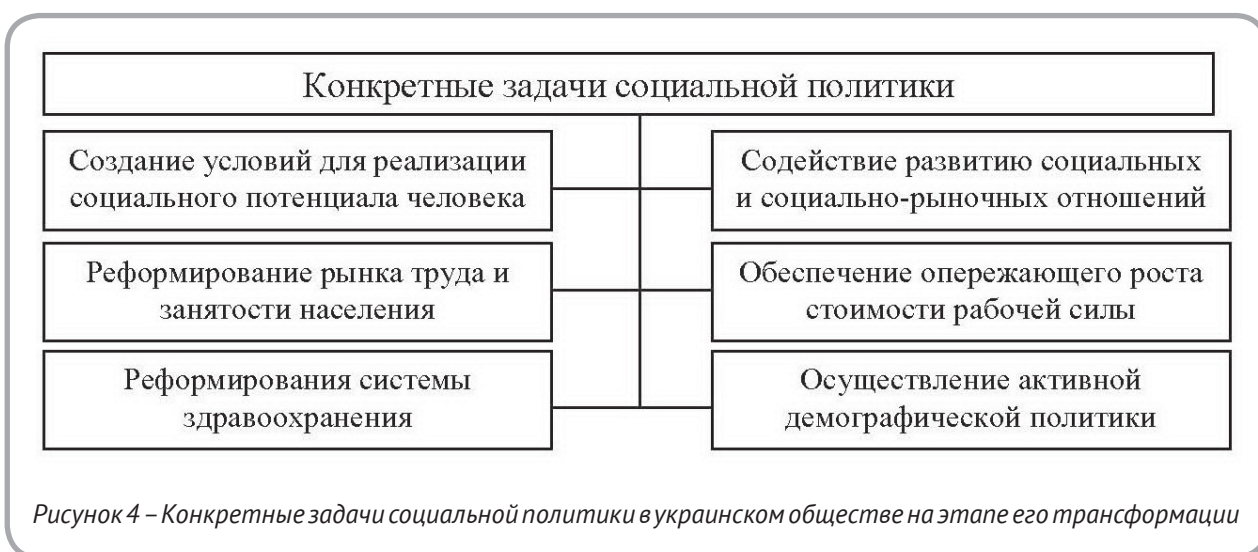 Конкретные задачи социальной политики
Создание условий для реализации
социального потенциала человека
Содействие развитию социальных
и социально-рыночных отношений
Реформирование рынка труда и
занятости населения
Обеспечение опережающего роста
стоимости рабочей силы
Реформирования системы
здравоохранения
Осуществление активной
демографической политики
Рисунок 4 – Конкретные задачи социальной политики в украинском обществе на этапе его трансформации